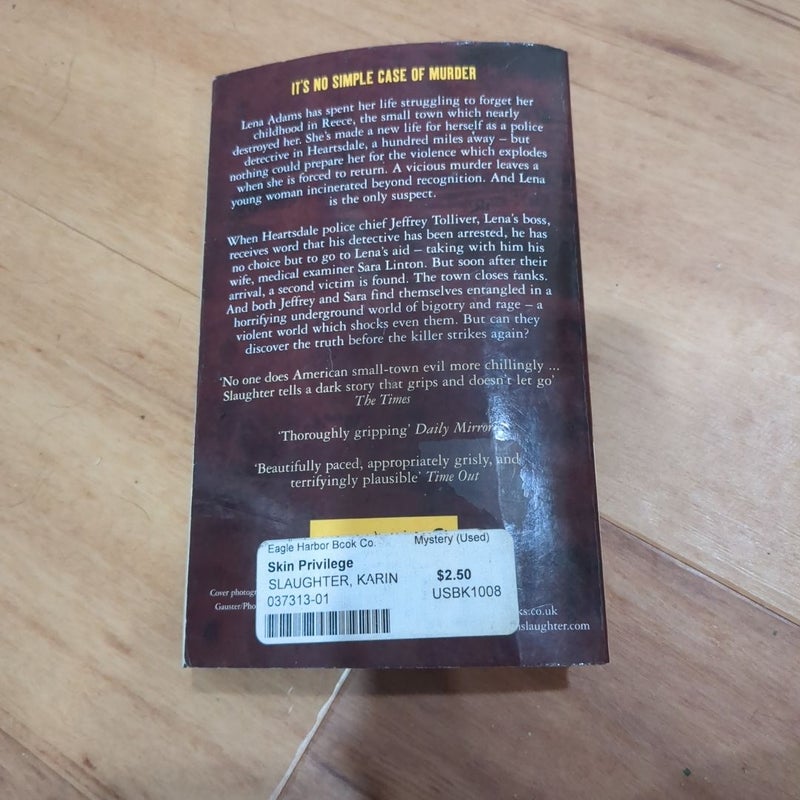 IT'S NO SIMPLE CASE OF MURDER
Lena Adams has spent her life struggling to forget her
childhood in Reece, the small town which nearly
destroyed her. She's made a new life for herself as a police
detective in Heartsdale, a hundred miles away – but
nothing could prepare her for the violence which explodes
when she is forced to return. A vicious murder leaves a
young woman incinerated beyond recognition. And Lena
is the only suspect.
When Heartsdale police chief Jeffrey Tolliver, Lena's boss,
receives word that his detective has been arrested, he has
no choice but to go to Lena's aid – taking with him his
wife, medical examiner Sara Linton. But soon after their
arrival, a second victim is found. The town closes ranks.
And both Jeffrey and Sara find themselves entangled in a
horrifying underground world of bigotry and rage – a
violent world which shocks even them. But can they
discover the truth before the killer strikes again?
'No one does American small-town evil more chillingly ...
Slaughter tells a dark story that grips and doesn't let go'
The Times
'Thoroughly gripping' Daily Mirror
'Beautifully paced, appropriately grisly, and
terrifyingly plausible' Time Out
Eagle Harbor Book Co. Mystery (Used)
Skin Privilege
SLAUGHTER, KARIN $2.50
037313-01 USBK1008
Cover photogr
Gauster/Pho
ks.co.uk
nslaughter.com